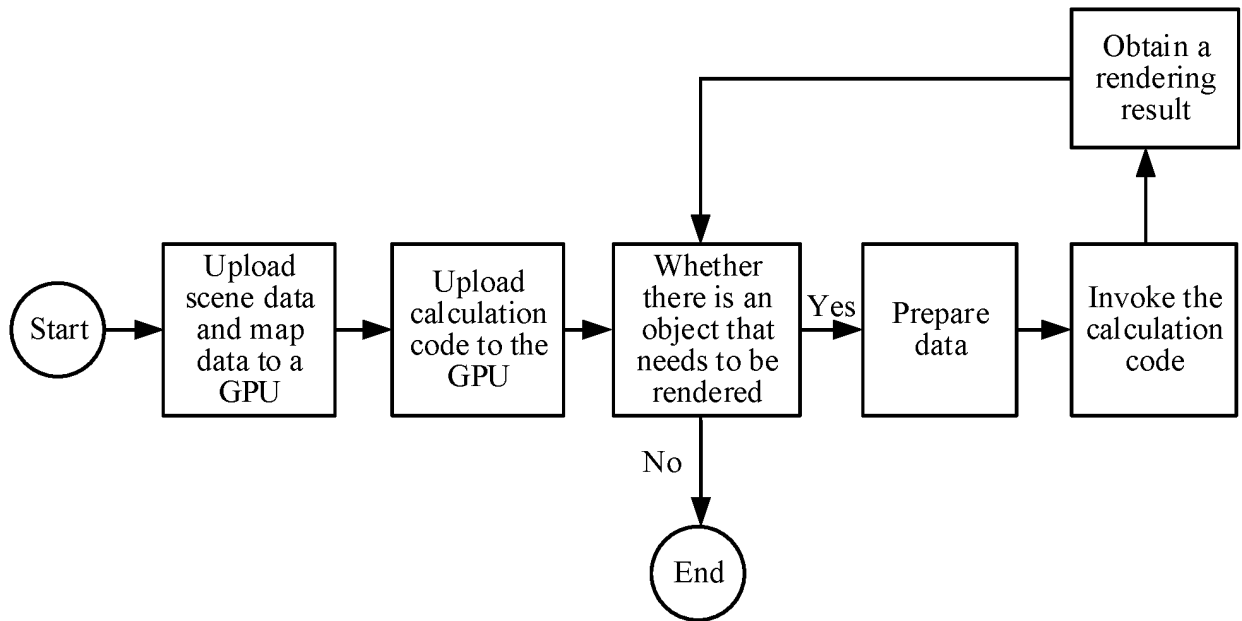 Start
Upload
scene data
and map
data to a
GPU
Upload
calculation
code to the
GPU
Whether
there is an
object that
needs to be
rendered
Yes
Prepare
data
Invoke the
calculation
code
Obtain a
rendering
result
No
End